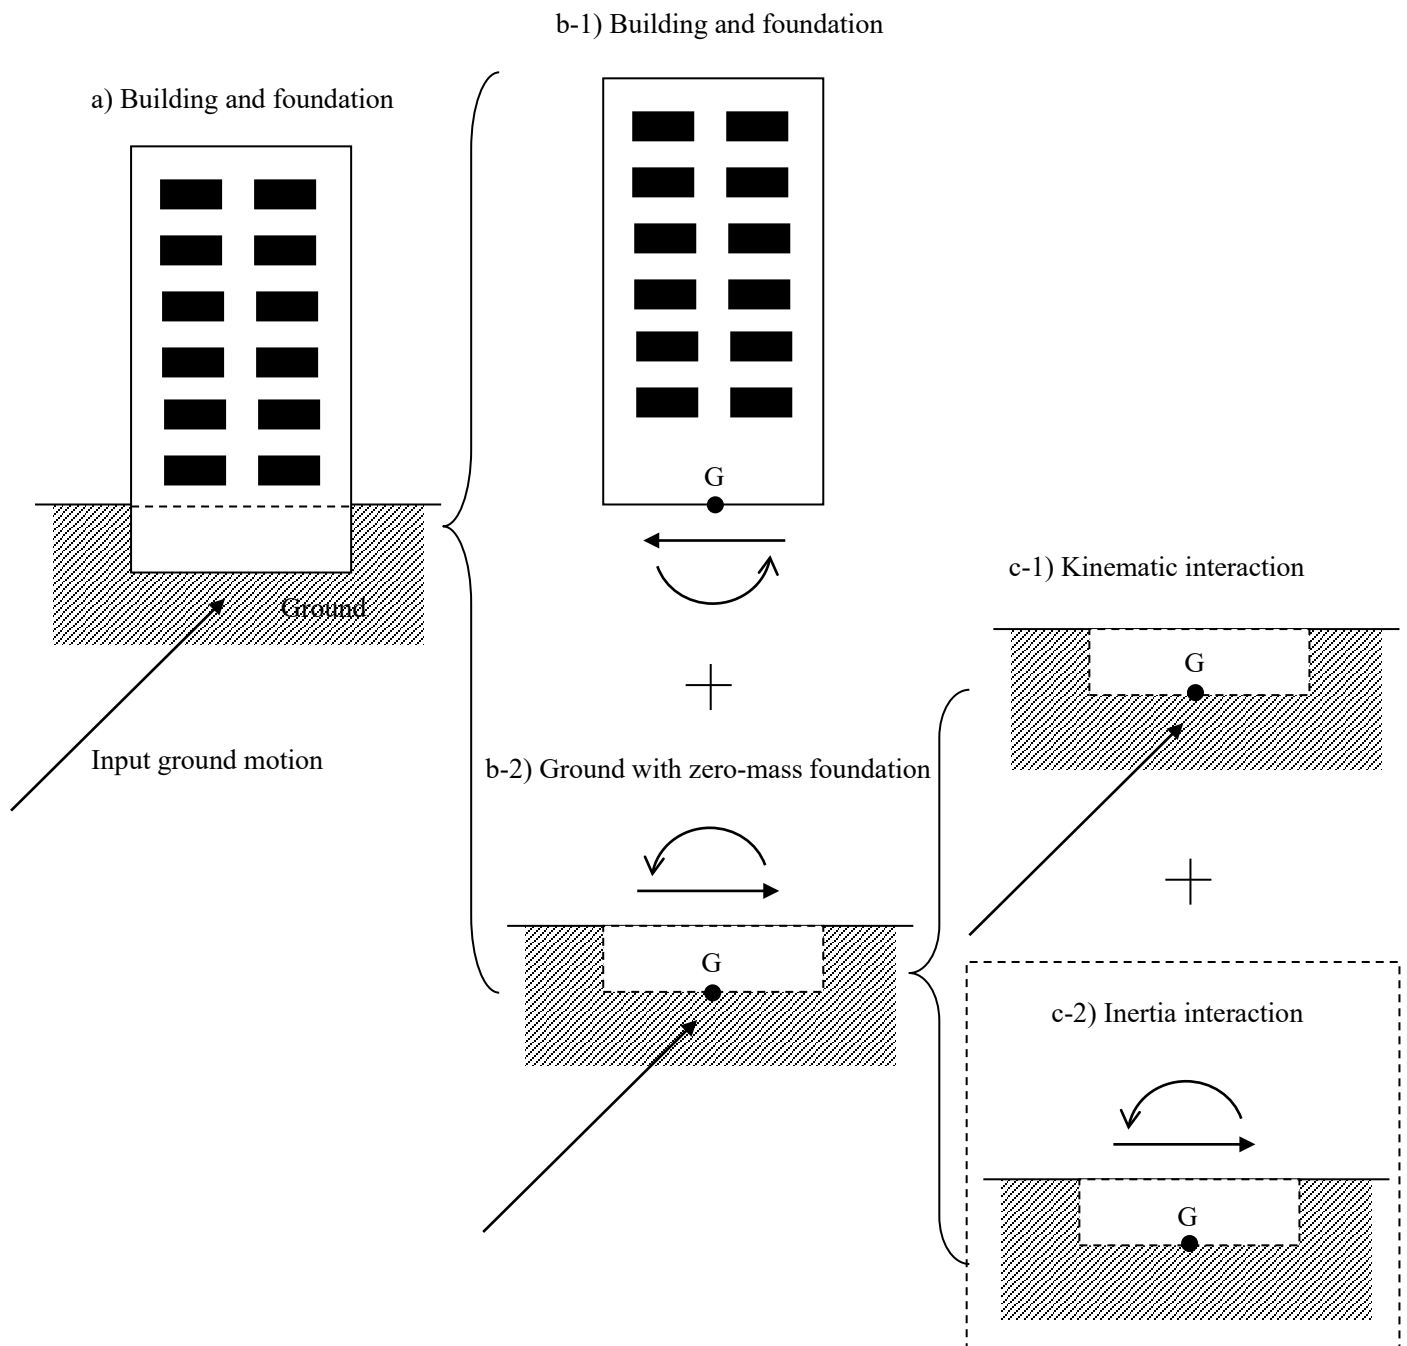 b-1) Building and foundation
a) Building and foundation
G
Ground
Input ground motion
b-2) Ground with zero-mass foundation
G
c-1) Kinematic interaction
G
c-2) Inertia interaction
G